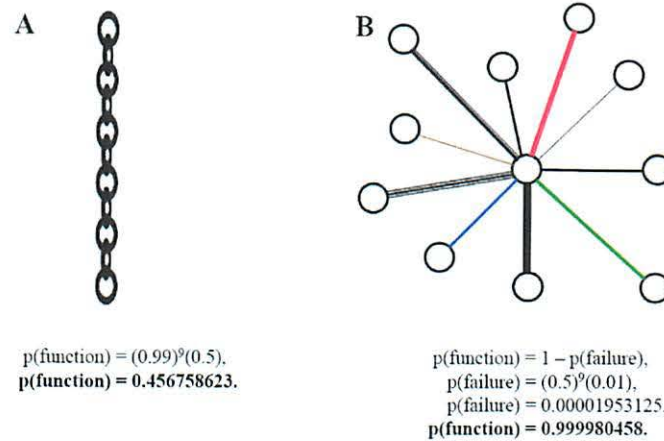 A
B
p(function) = (0.99)⁹(0.5),
p(function) = 0.456758623.
p(function) = 1 – p(failure),
p(failure) = (0.5)⁹(0.01),
p(failure) = 0.00001953125.
p(function) = 0.999980458.